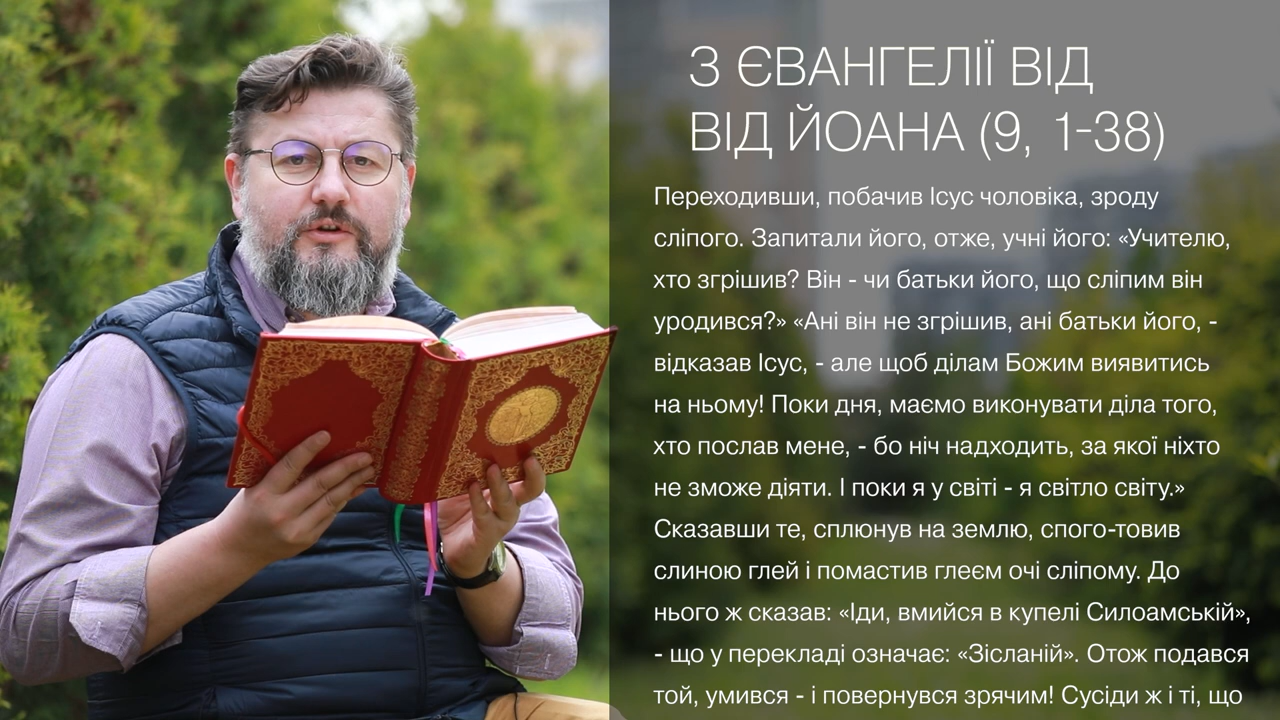 З ЄВАНГЕЛІЇ ВІД
ВІД ЙОАНА (9, 1-38)
Переходивши, побачив Ісус чоловіка, зроду
сліпого. Запитали його, отже, учні його: «Учителю,
хто згрішив? Він - чи батьки його, що сліпим він
уродився?» «Ані він не згрішив, ані батьки його, -
відказав Ісус, - але щоб ділам Божим виявитись
на ньому! Поки дня, маємо виконувати діла того,
хто послав мене, - бо ніч надходить, за якої ніхто
не зможе діяти. І поки я у світі - я світло світу.»
Сказавши те, сплюнув на землю, спого-товив
слиною глей і помастив глеєм очі сліпому. До
нього ж сказав: «Іди, вмийся в купелі Силоамській»,
- що у перекладі означає: «Зісланій». Отож подався
той, умився - і повернувся зрячим! Сусіди ж і ті, що